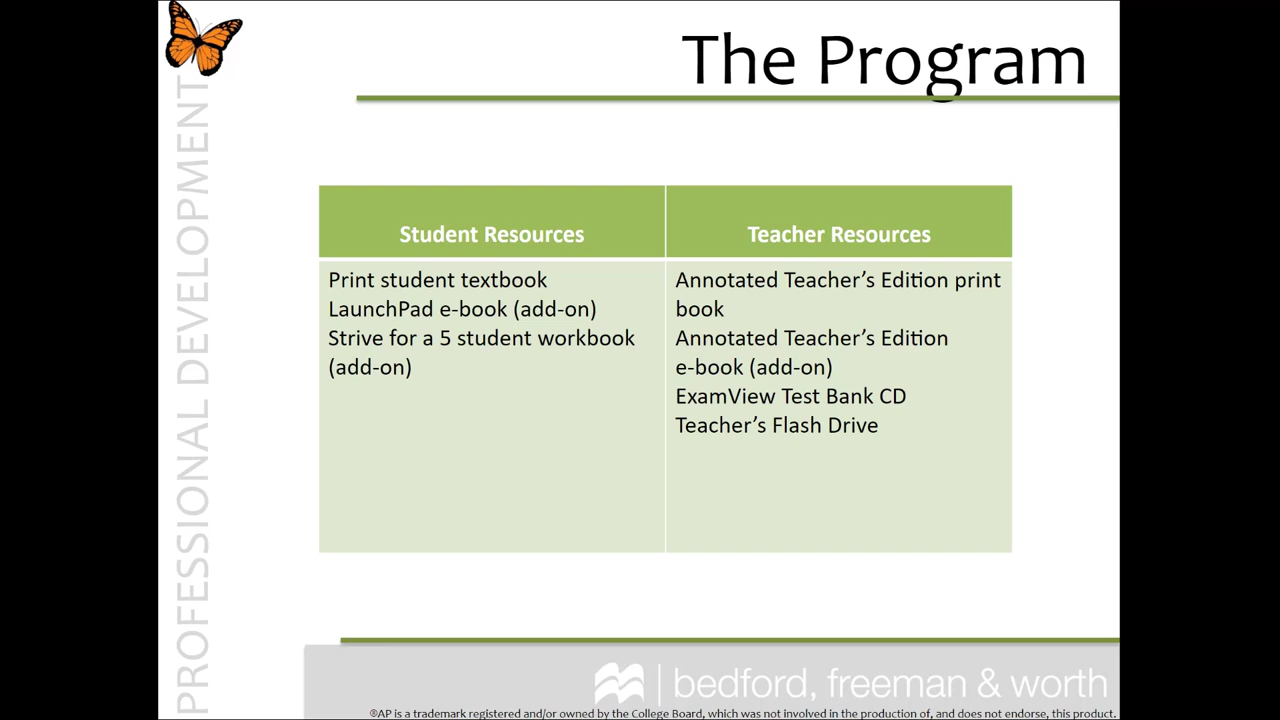 The Program
PROFESSIONAL DEVELOPMENT
Student Resources
Teacher Resources
Print student textbook
LaunchPad e-book (add-on)
Strive for a 5 student workbook
(add-on)
Annotated Teacher’s Edition print
book
Annotated Teacher’s Edition
e-book (add-on)
ExamView Test Bank CD
Teacher’s Flash Drive
bedford, freeman & worth
®AP is a trademark registered and/or owned by the College Board, which was not involved in the production of, and does not endorse, this product.